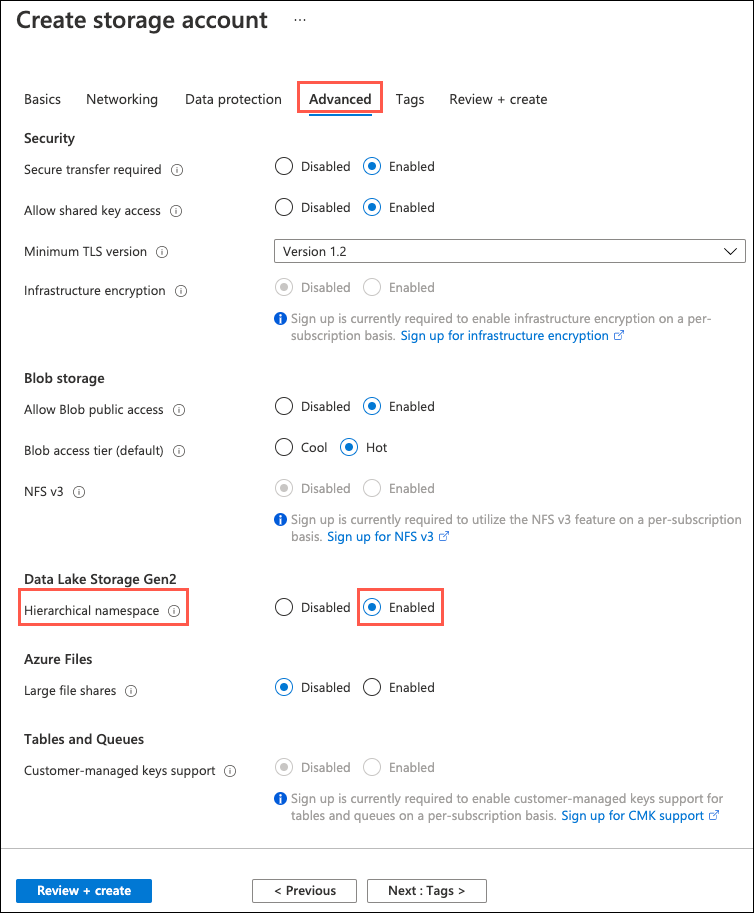 Create storage account ...
Basics Networking Data protection Advanced Tags Review + create
Security
Secure transfer required Disabled Enabled
Allow shared key access Disabled Enabled
Minimum TLS version Version 1.2
Infrastructure encryption Disabled Enabled
Sign up is currently required to enable infrastructure encryption on a per-
subscription basis. Sign up for infrastructure encryption
Blob storage
Allow Blob public access Disabled Enabled
Blob access tier (default) Cool Hot
NFS v3 Disabled Enabled
Sign up is currently required to utilize the NFS v3 feature on a per-subscription
basis. Sign up for NFS v3
Data Lake Storage Gen2
Hierarchical namespace Disabled Enabled
Azure Files
Large file shares Disabled Enabled
Tables and Queues
Customer-managed keys support Disabled Enabled
Sign up is currently required to enable customer-managed keys support for
tables and queues on a per-subscription basis. Sign up for CMK support
Review + create < Previous Next : Tags >